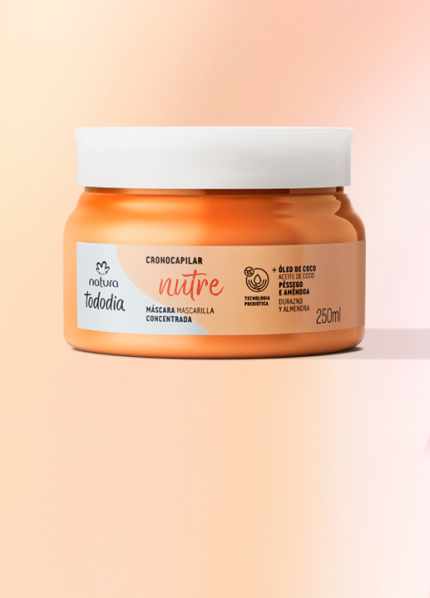 natura
tododia
CRONOCAPILAR
nutre
MÁSCARA MASCARILLA
CONCENTRADA
TECNOLOGIA
PREBIÓTICA
+ ÓLEO DE COCO
ACEITE DE COCO
PÊSSEGO
E AMÊNDOA
DURAZNO
Y ALMENDRA
250ml